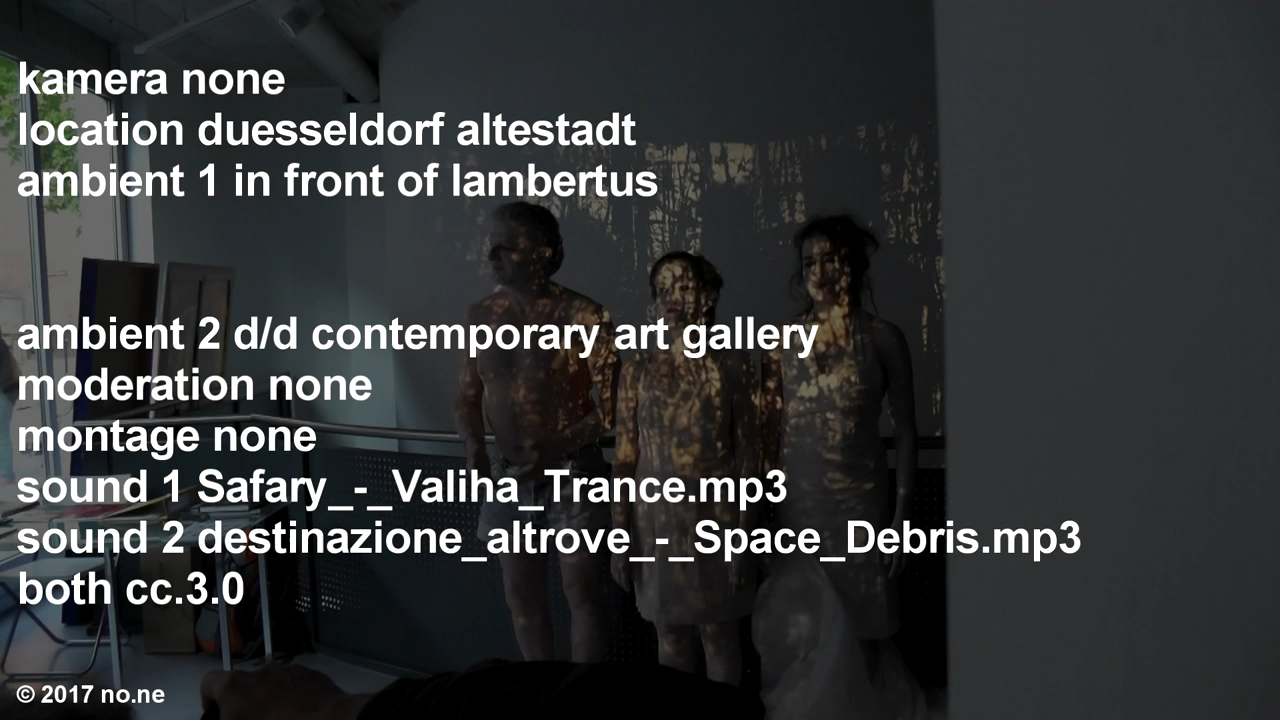 kamera none
location duesseldorf altestadt
ambient 1 in front of lambertus
ambient 2 d/d contemporary art gallery
moderation none
montage none
sound 1 Safary_-_Valiha_Trance.mp3
sound 2 destinazione_altrove_-_Space_Debris.mp3
both cc.3.0
© 2017 no.ne